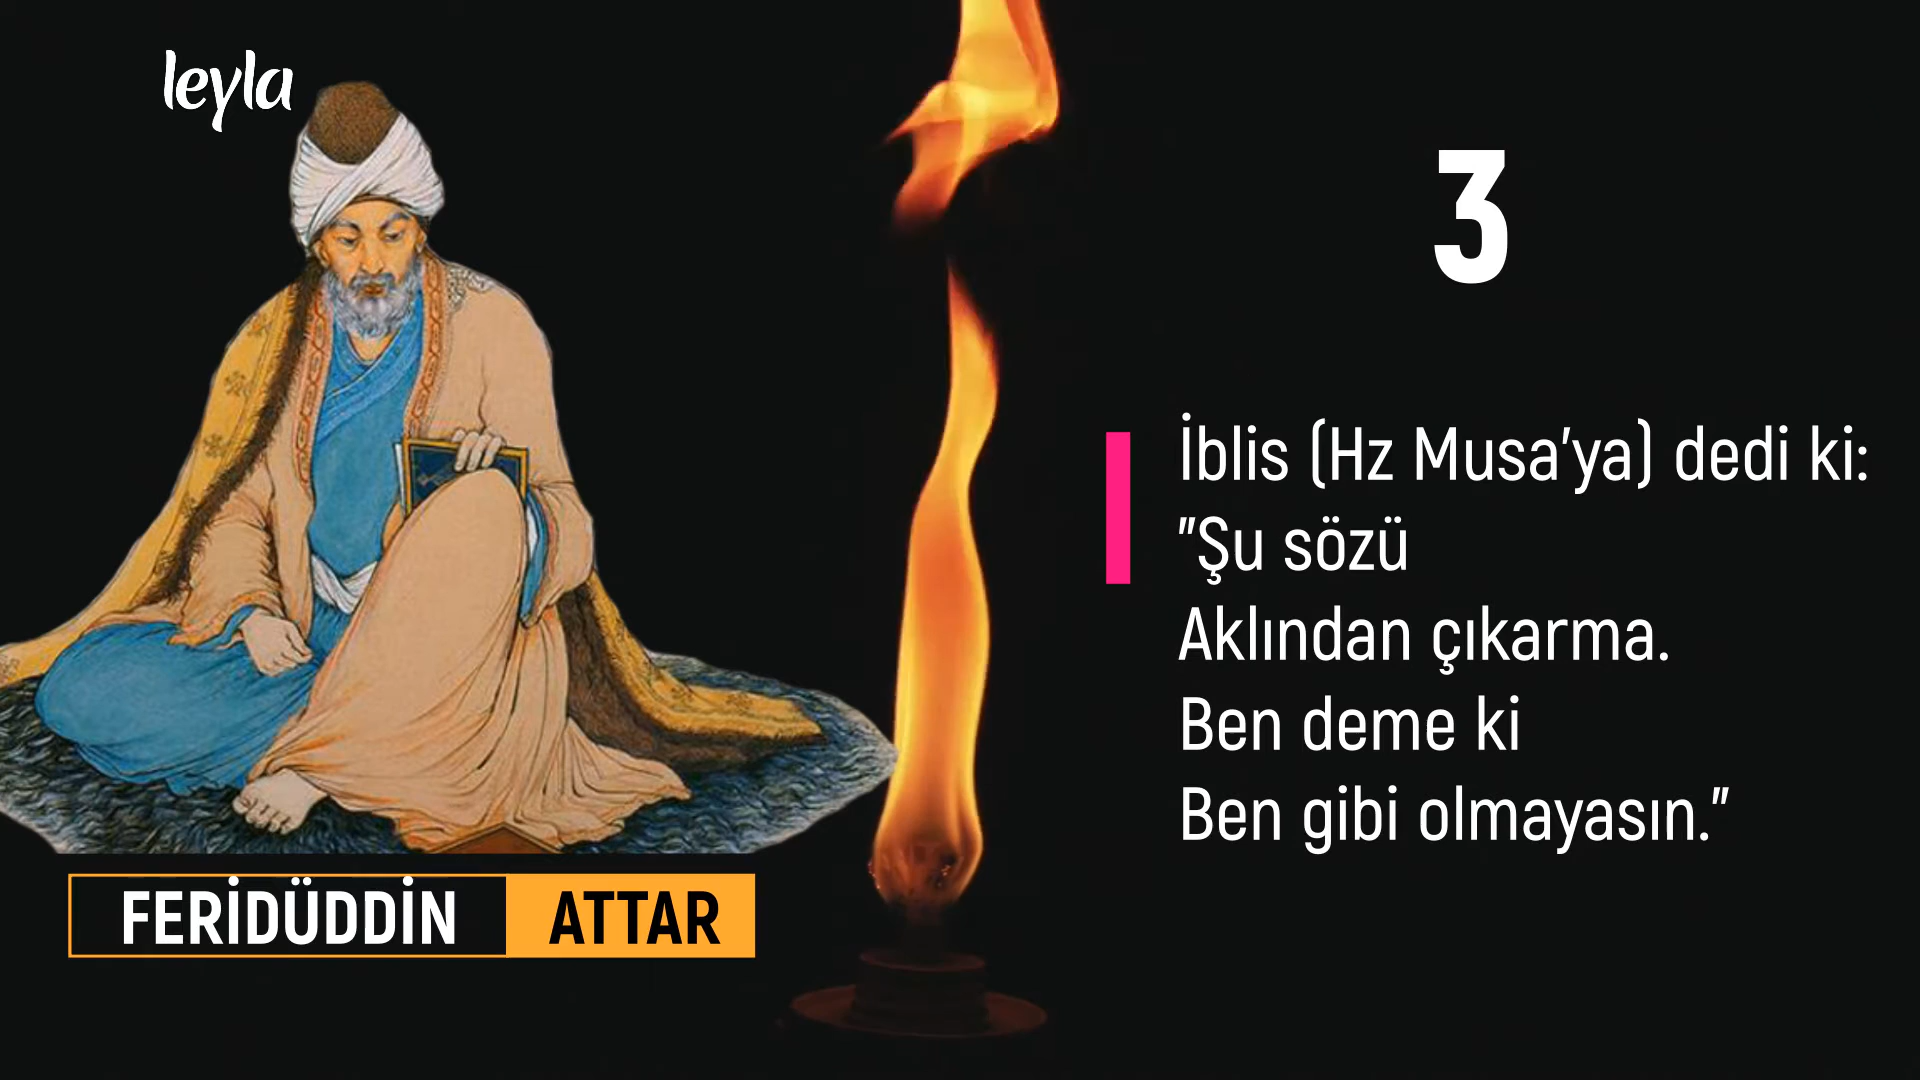 leyla
3
İblis (Hz Musa'ya) dedi ki:
"Şu sözü
Aklından çıkarma.
Ben deme ki
Ben gibi olmayasın."
FERİDÜDDİN ATTAR